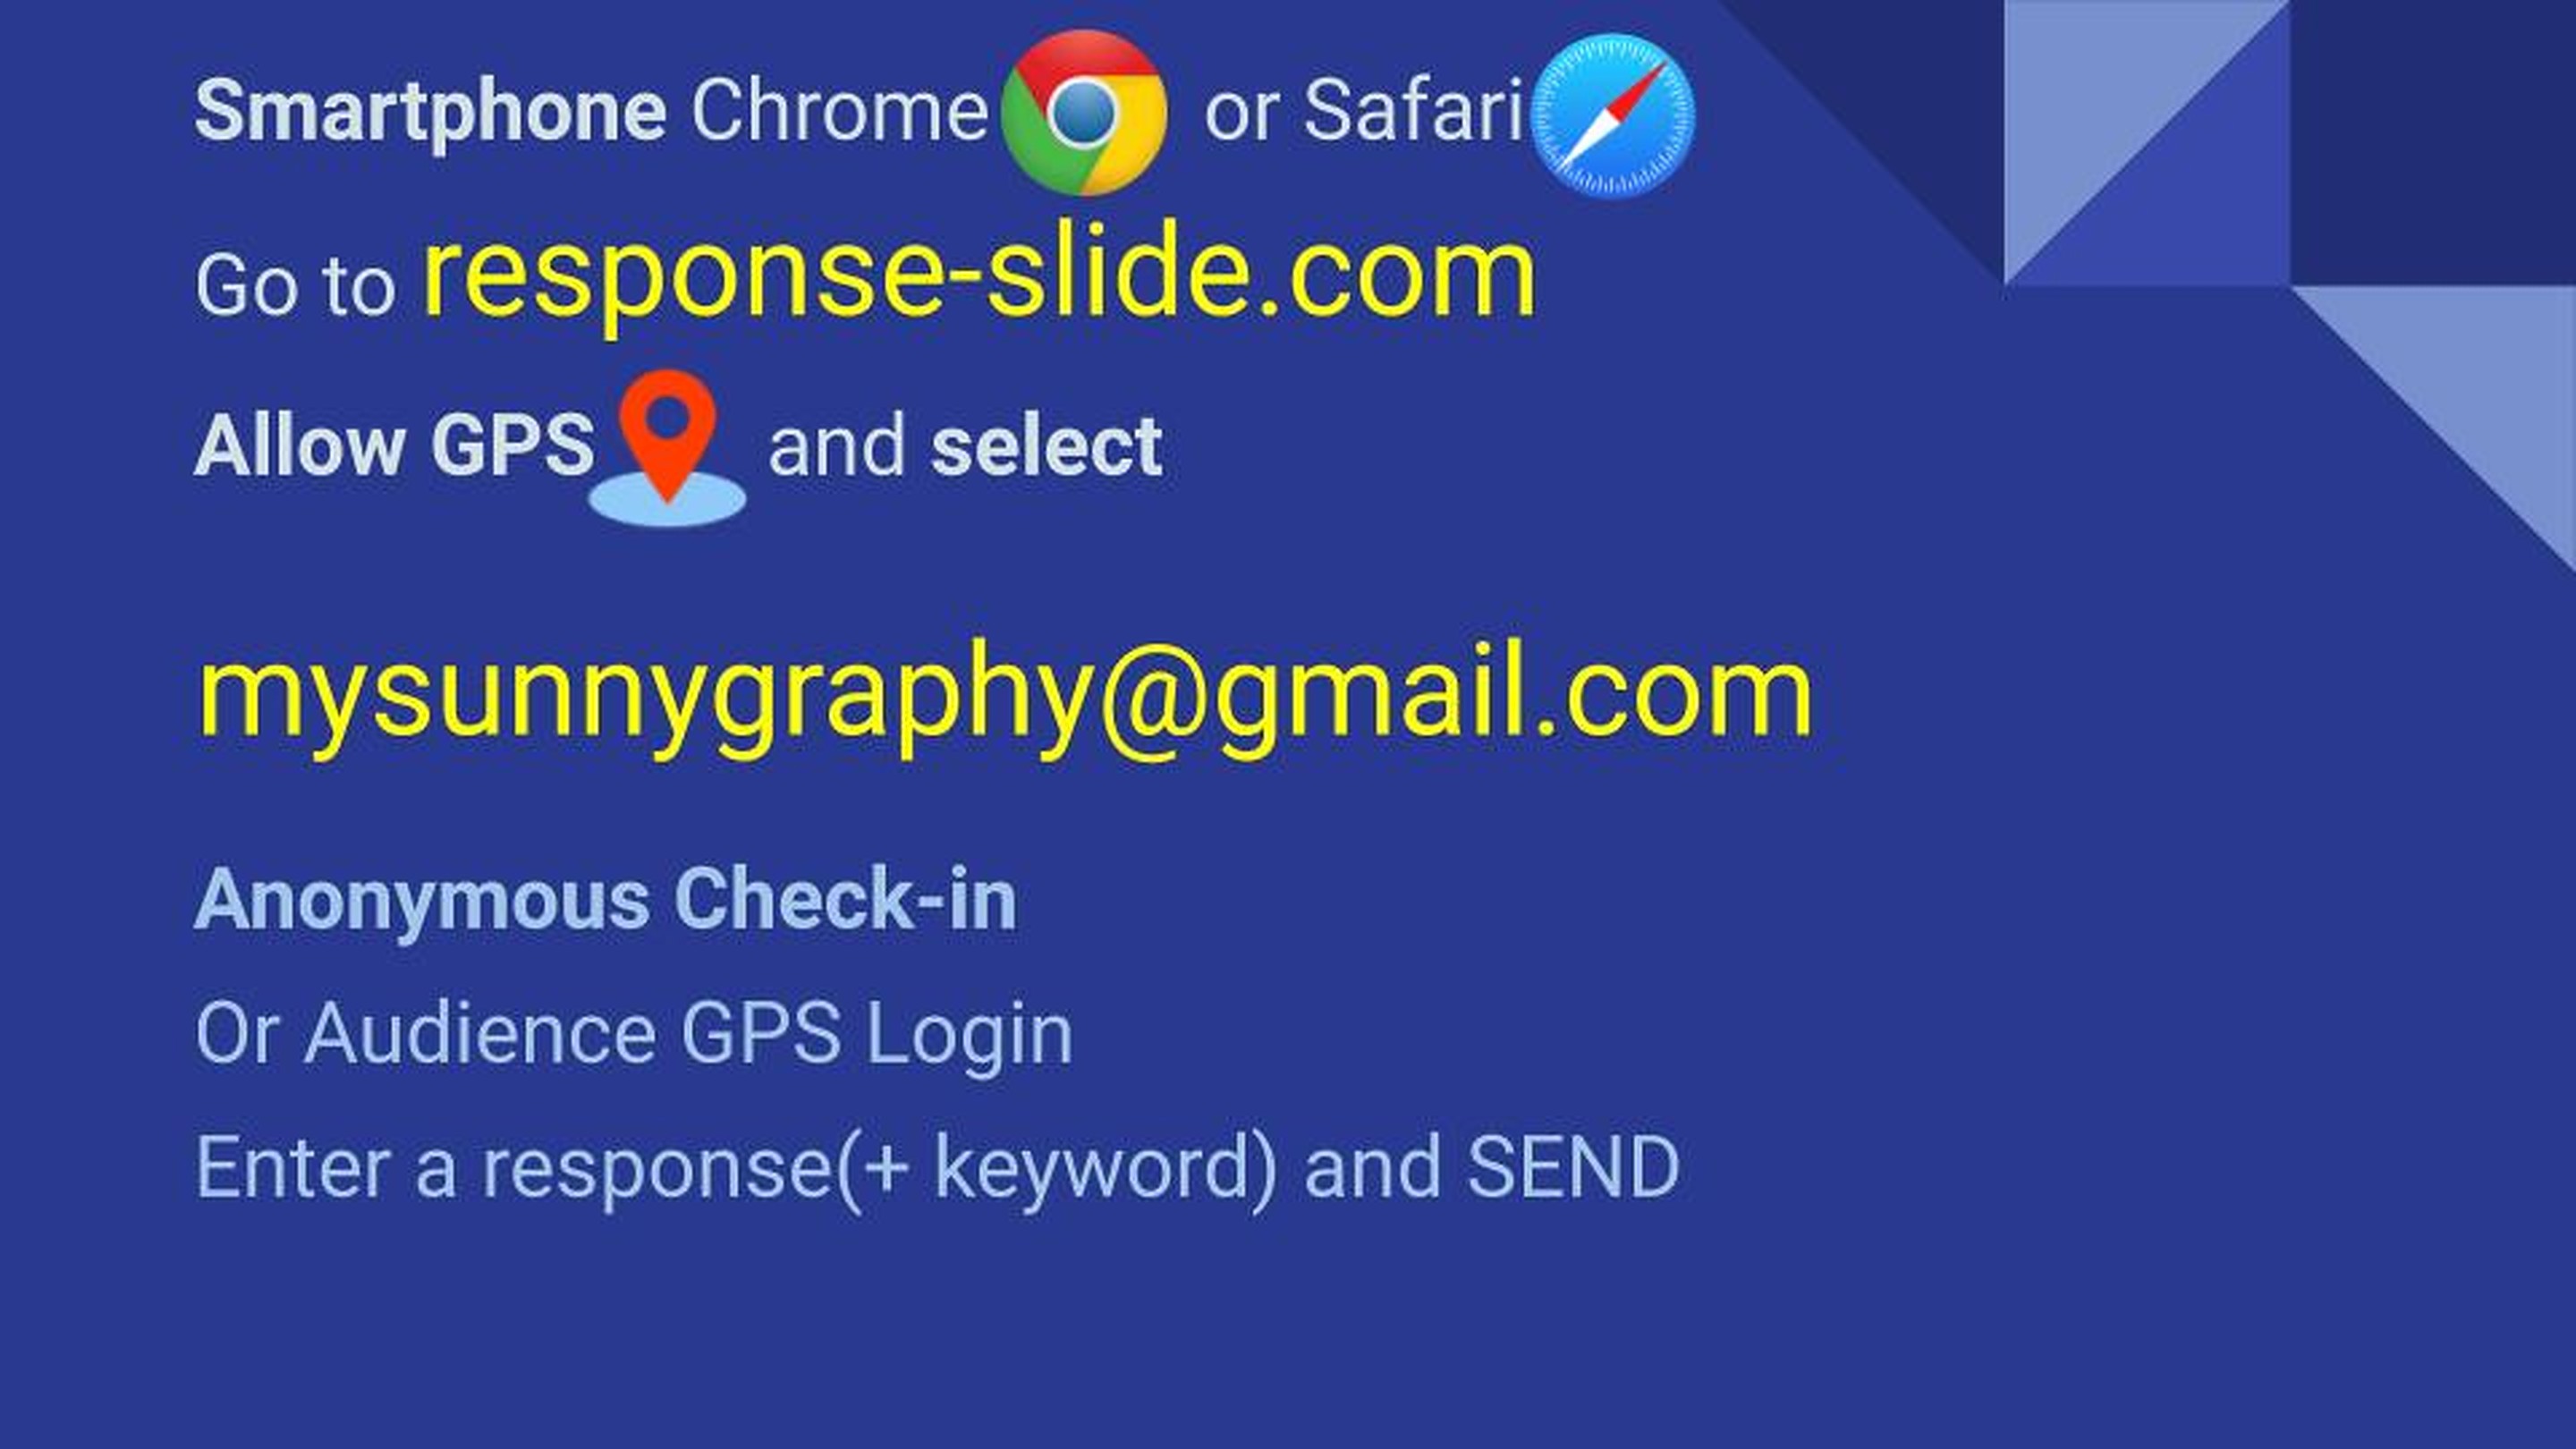 Smartphone Chrome or Safari
Go to response-slide.com
Allow GPS and select
mysunnygraphy@gmail.com
Anonymous Check-in
Or Audience GPS Login
Enter a response(+ keyword) and SEND